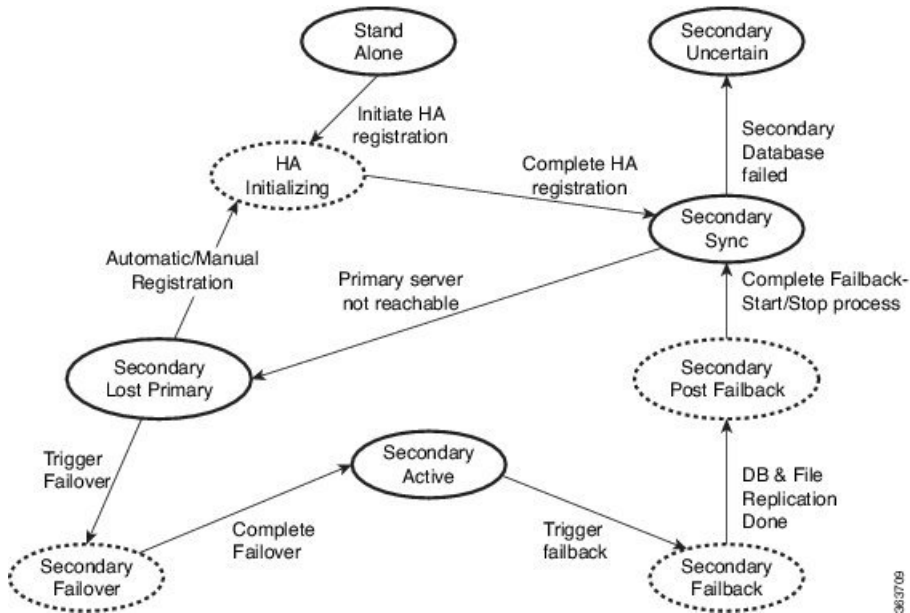 Stand
Alone
Secondary
Uncertain
Initiate HA
registration
Secondary
Database
failed
HA
Initializing
Complete HA
registration
Secondary
Sync
Automatic/Manual
Registration
Primary server
not reachable
Complete Failback-
Start/Stop process
Secondary
Lost Primary
Secondary
Post Failback
Trigger
Failover
Secondary
Active
DB & File
Replication
Done
Complete
Failover
Trigger
failback
Secondary
Failover
Secondary
Failback
363709